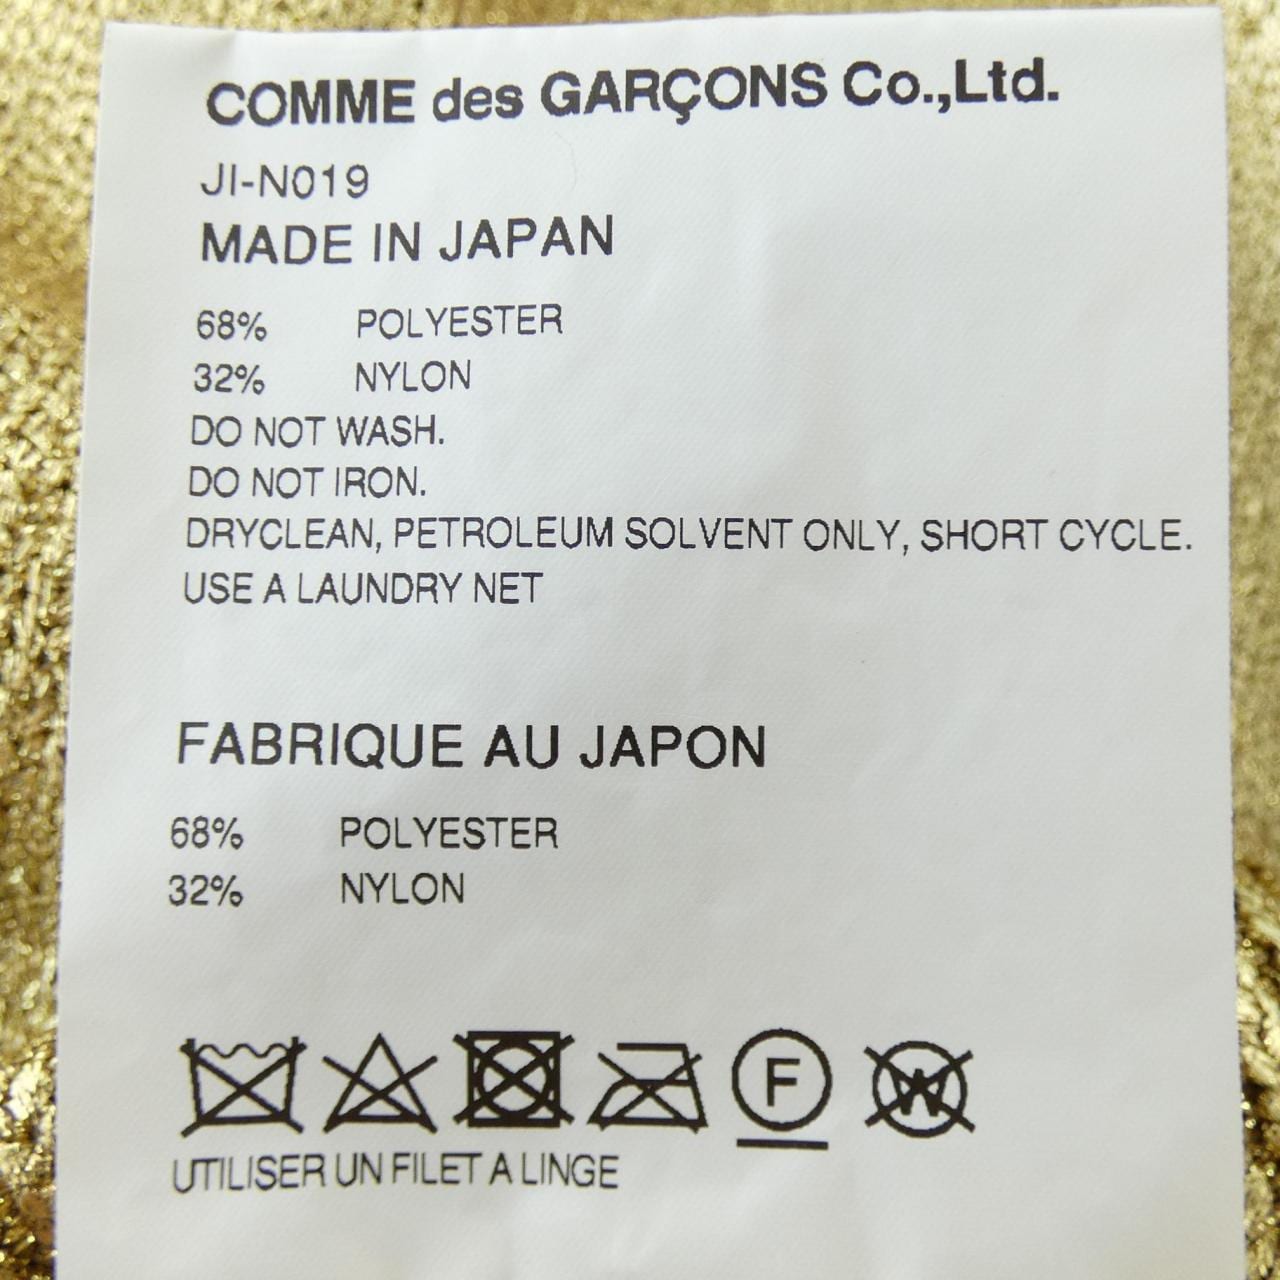 COMME des GARÇONS Co.,Ltd.
JI-N019
MADE IN JAPAN
68% POLYESTER
32% NYLON
DO NOT WASH.
DO NOT IRON.
DRYCLEAN, PETROLEUM SOLVENT ONLY, SHORT CYCLE.
USE A LAUNDRY NET
FABRIQUE AU JAPON
68% POLYESTER
32% NYLON
F W
UTILISER UN FILET A LINGE